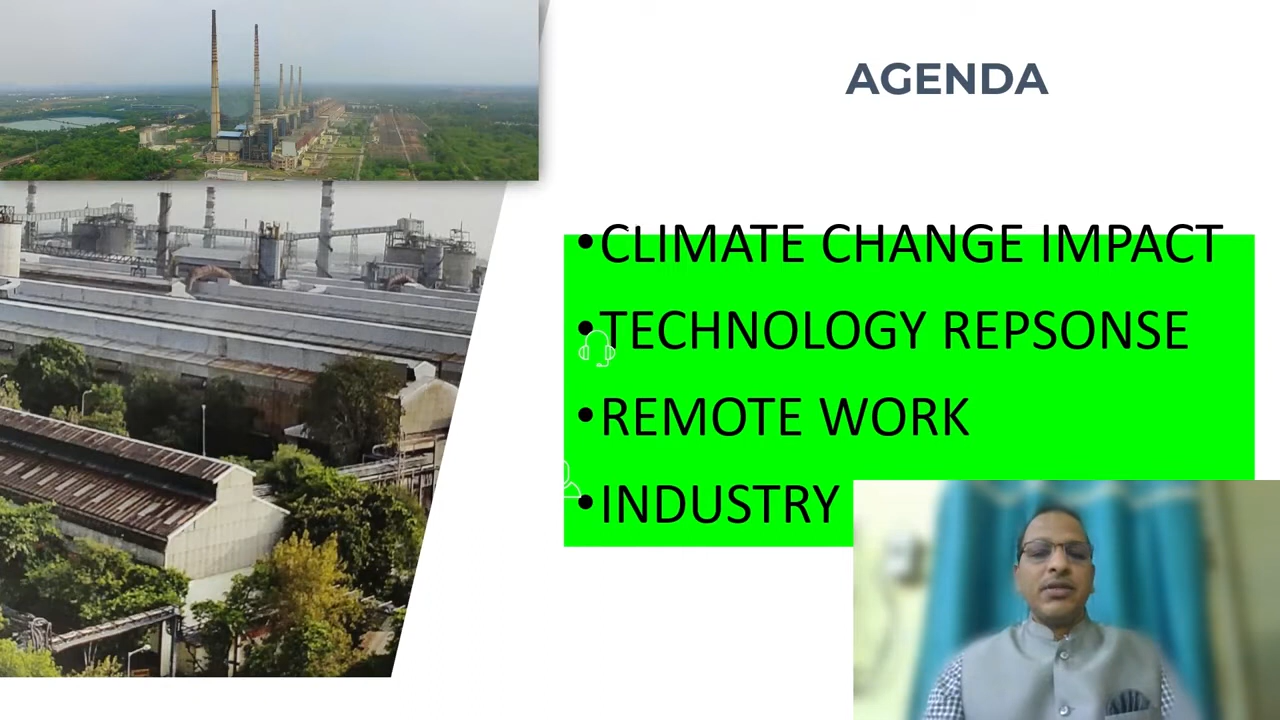 AGENDA
•CLIMATE CHANGE IMPACT
•TECHNOLOGY REPSONSE
•REMOTE WORK
•INDUSTRY